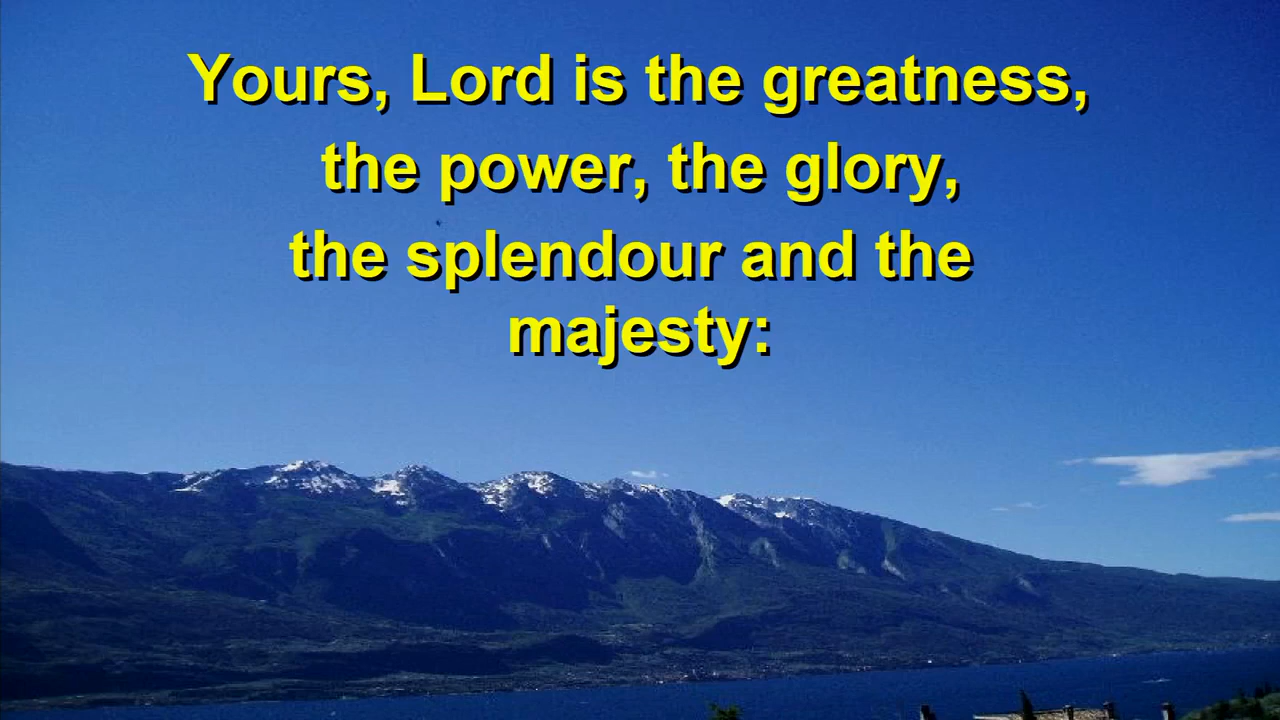 Yours, Lord is the greatness,
the power, the glory,
the splendour and the
majesty: